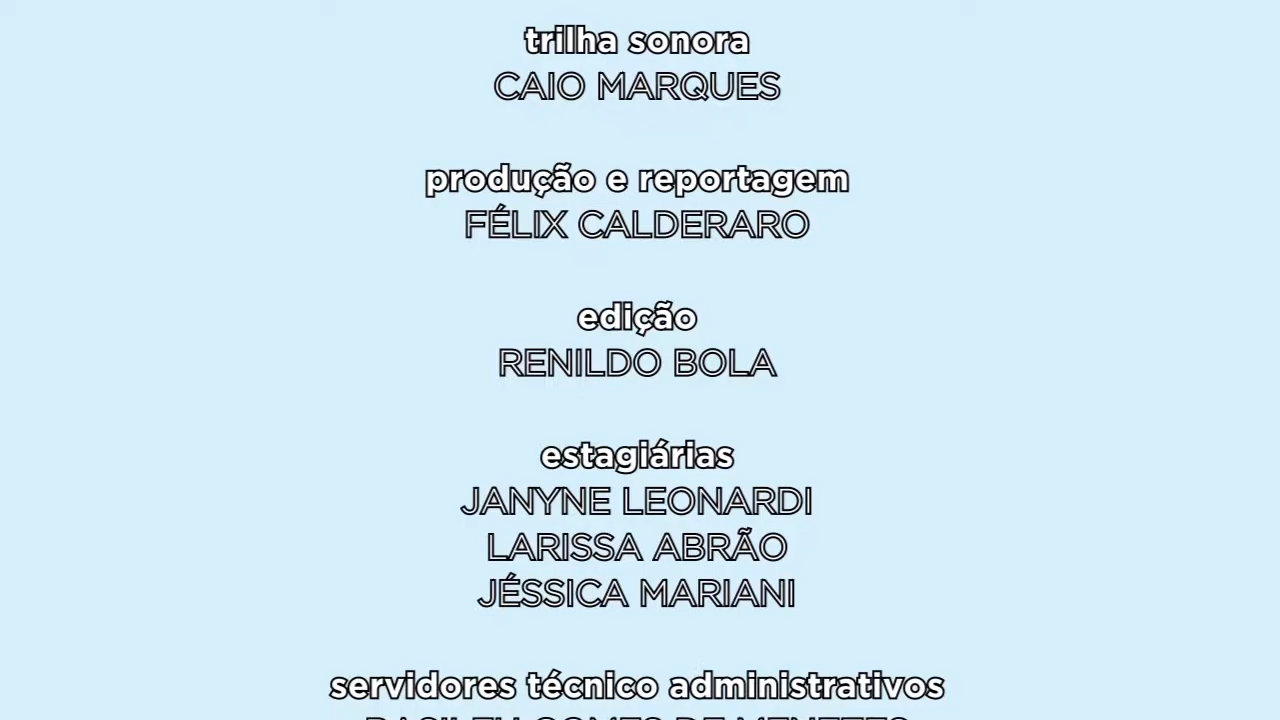 trilha sonora
CAIO MARQUES
produção e reportagem
FÉLIX CALDERARO
edição
RENILDO BOLA
estagiárias
JANYNE LEONARDI
LARISSA ABRÃO
JÉSSICA MARIANI
servidores técnico administrativos